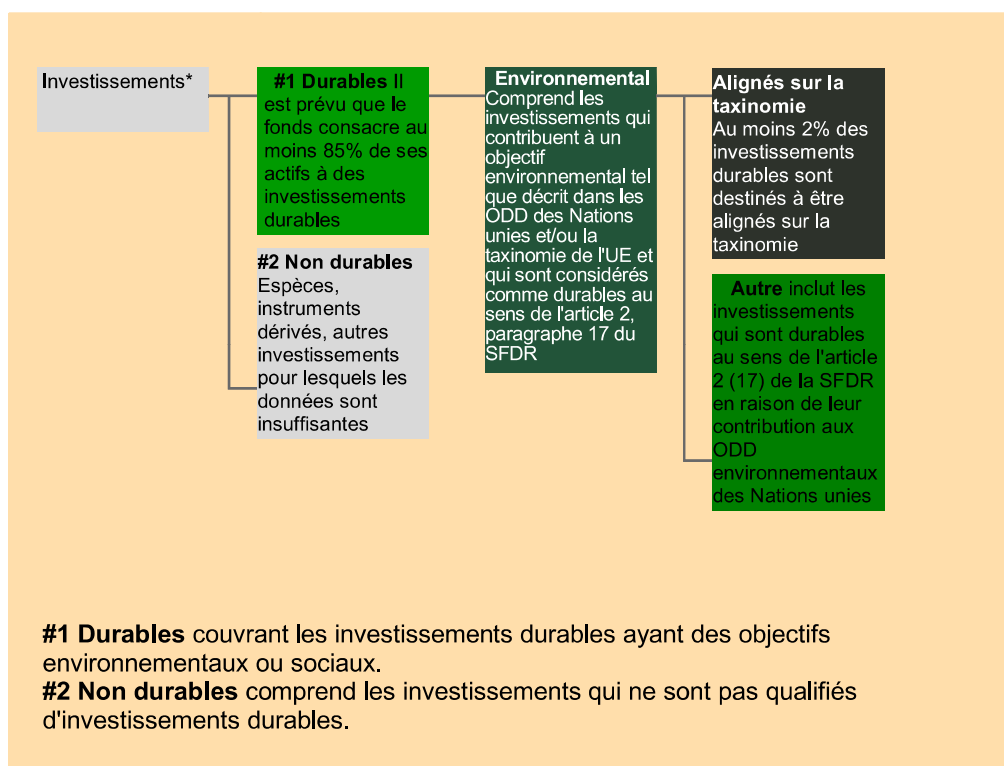 Investissements*
#1 Durables Il
est prévu que le
fonds consacre au
moins 85% de ses
actifs à des
investissements
durables
#2 Non durables
Espèces,
instruments
dérivés, autres
investissements
pour lesquels les
données sont
insuffisantes
Environnemental
Comprend les
investissements qui
contribuent à un
objectif
environnemental tel
que décrit dans les
ODD des Nations
unies et/ou la
taxinomie de l'UE et
qui sont considérés
comme durables au
sens de l'article 2,
paragraphe 17 du
SFDR
Alignés sur la
taxinomie
Au moins 2% des
investissements
durables sont
destinés à être
alignés sur la
taxinomie
Autre inclut les
investissements
qui sont durables
au sens de l'article
2 (17) de la SFDR
en raison de leur
contribution aux
ODD
environnementaux
des Nations unies
#1 Durables couvrant les investissements durables ayant des objectifs
environnementaux ou sociaux.
#2 Non durables comprend les investissements qui ne sont pas qualifiés
d'investissements durables.